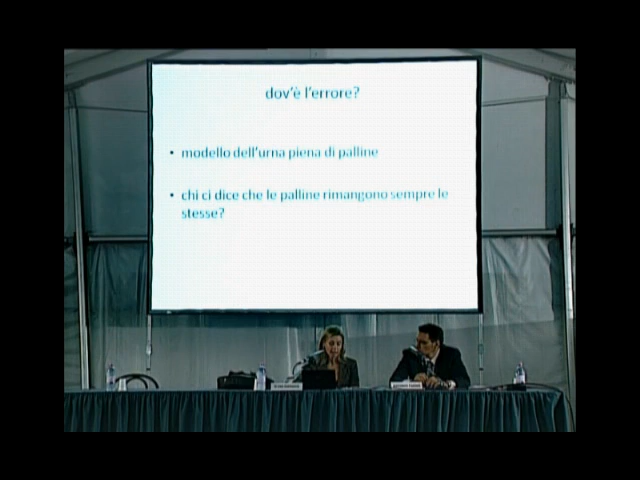 dov'è l'errore?
• modello dell'urna piena di palline
• chi ci dice che le palline rimangono sempre le
stesse?